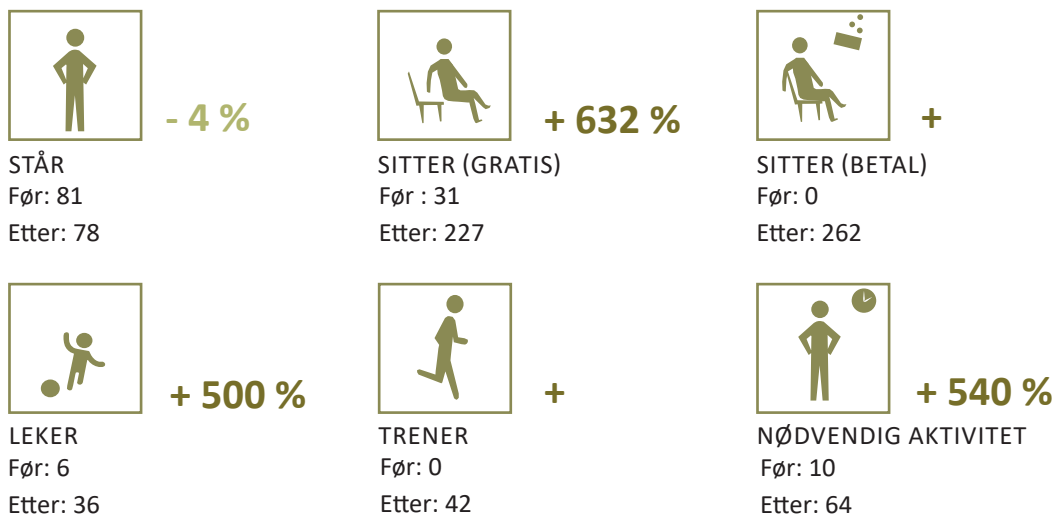 - 4 %
STÅR
Før: 81
Etter: 78
+ 632 %
SITTER (GRATIS)
Før : 31
Etter: 227
+
SITTER (BETAL)
Før: 0
Etter: 262
+ 500 %
LEKER
Før: 6
Etter: 36
+
TRENER
Før: 0
Etter: 42
+ 540 %
NØDVENDIG AKTIVITET
Før: 10
Etter: 64